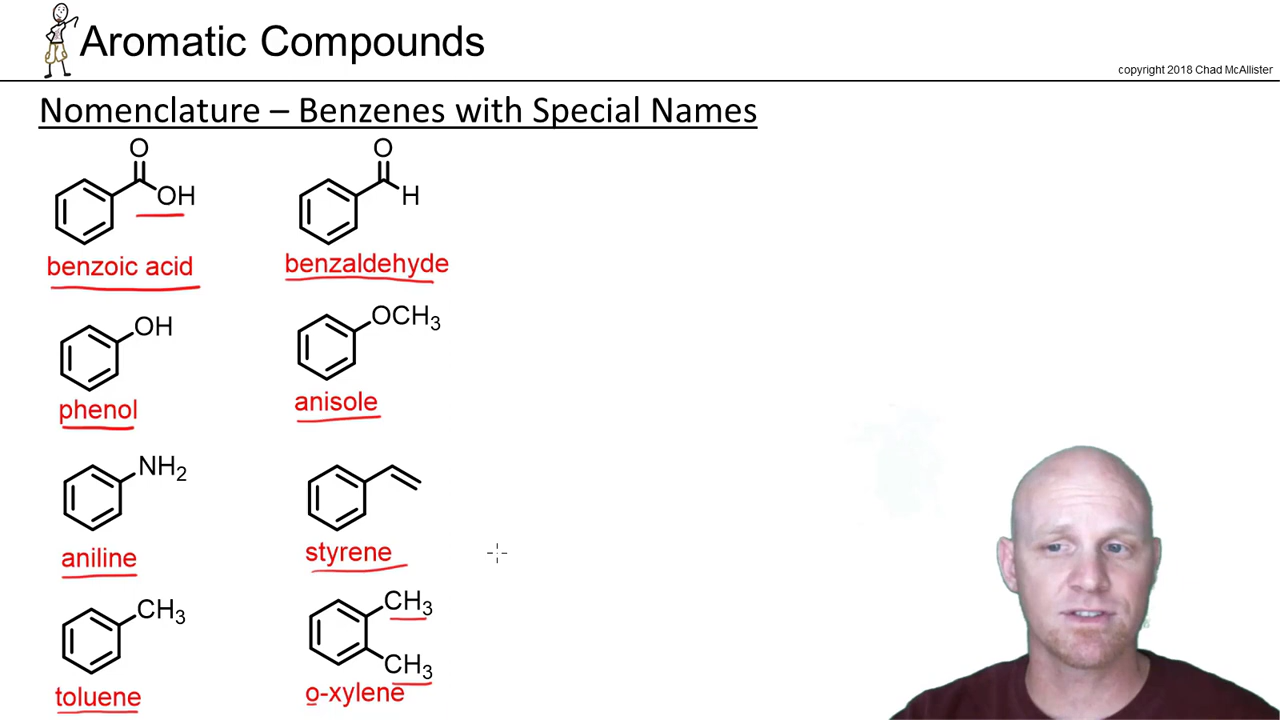 Aromatic Compounds
copyright 2018 Chad McAllister
Nomenclature – Benzenes with Special Names
O
OH
benzoic acid
O
H
benzaldehyde
OH
phenol
OCH3
anisole
NH2
aniline
styrene
CH3
toluene
CH3
CH3
o-xylene